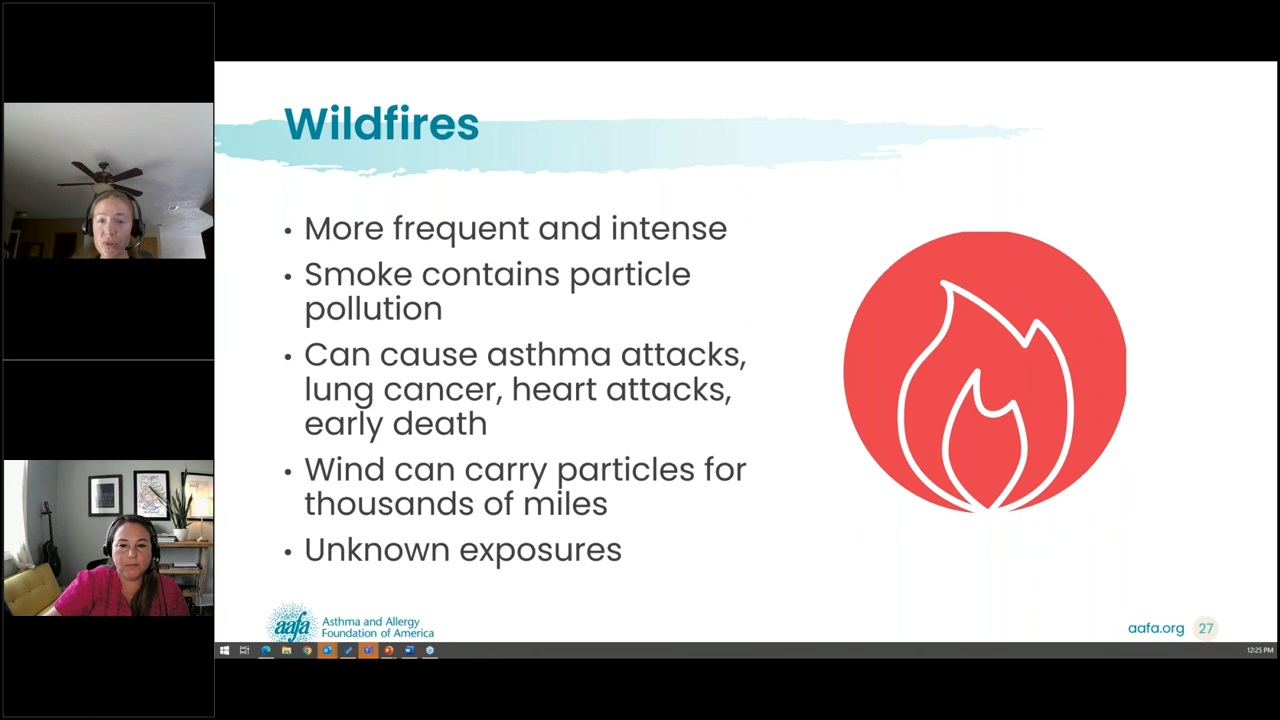 Wildfires
• More frequent and intense
• Smoke contains particle
pollution
• Can cause asthma attacks,
lung cancer, heart attacks,
early death
• Wind can carry particles for
thousands of miles
• Unknown exposures
aafa
Asthma and Allergy
Foundation of America
aafa.org 27
12:25 PM